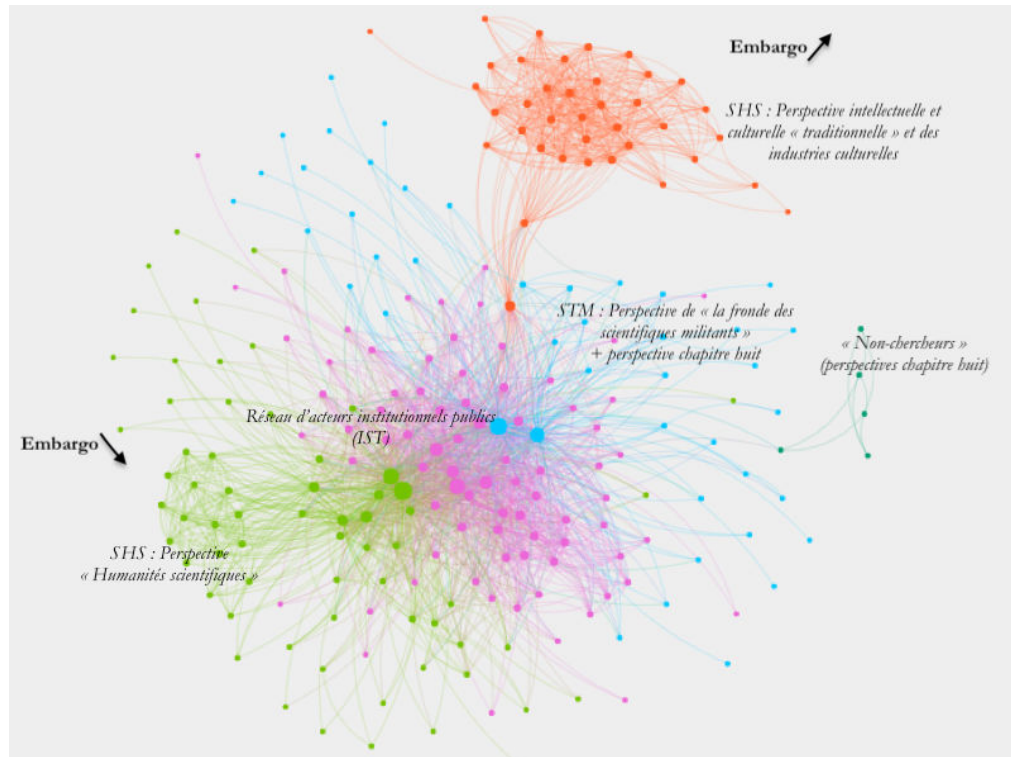 Embargo
SHS : Perspective intellectuelle et
culturelle « traditionnelle » et des
industries culturelles
STM : Perspective de « la fronde des
scientifiques militants »
+ perspective chapitre huit
« Non-chercheurs »
(perspectives chapitre huit)
Réseau d'acteurs institutionnels publics
(IST)
Embargo
SHS : Perspective
« Humanités scientifiques »